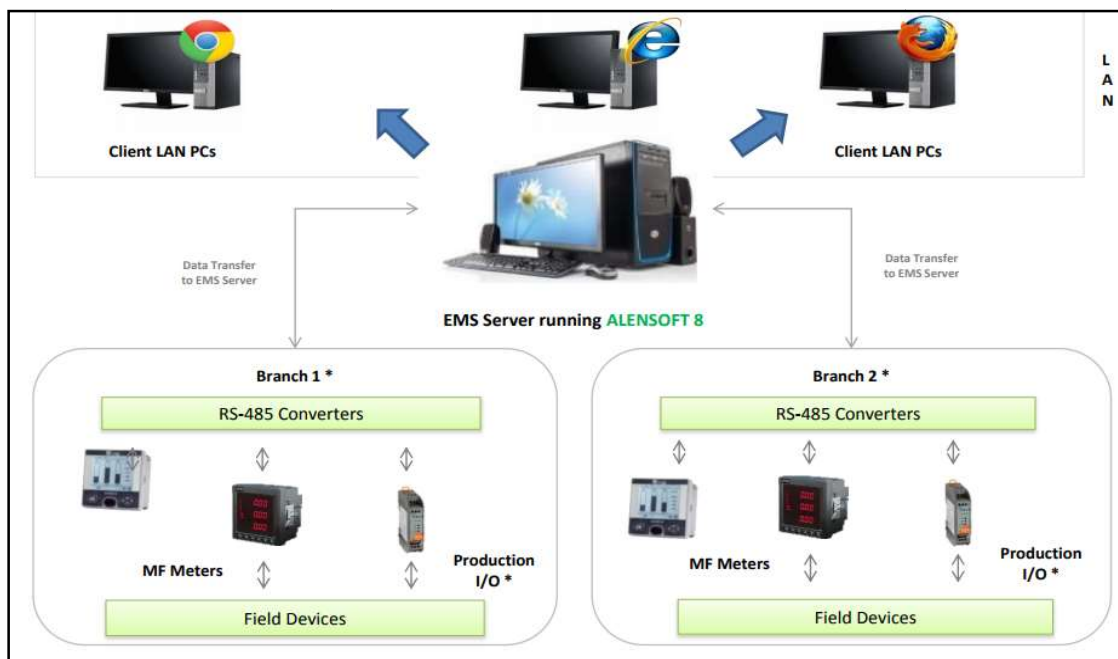 L
A
N
Client LAN PCs
Client LAN PCs
Data Transfer
to EMS Server
Data Transfer
to EMS Server
EMS Server running ALENSOFT 8
Branch 1 *
RS-485 Converters
MF Meters
Production
I/O *
Field Devices
Branch 2 *
RS-485 Converters
MF Meters
Production
I/O *
Field Devices